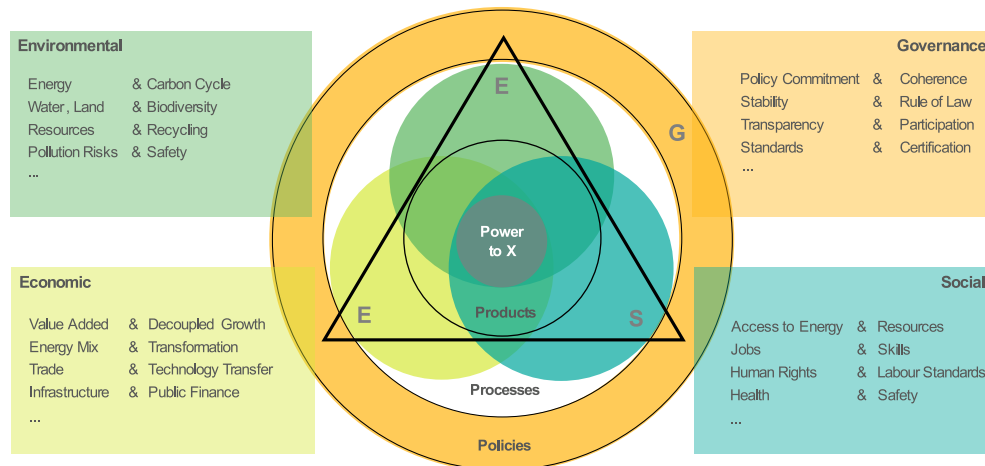 Environmental
Energy & Carbon Cycle
Water, Land & Biodiversity
Resources & Recycling
Pollution Risks & Safety
...
Governance
Policy Commitment & Coherence
Stability & Rule of Law
Transparency & Participation
Standards & Certification
...
E
G
Power
to X
E
S
Products
Processes
Policies
Economic
Value Added & Decoupled Growth
Energy Mix & Transformation
Trade & Technology Transfer
Infrastructure & Public Finance
...
Social
Access to Energy & Resources
Jobs & Skills
Human Rights & Labour Standards
Health & Safety
...